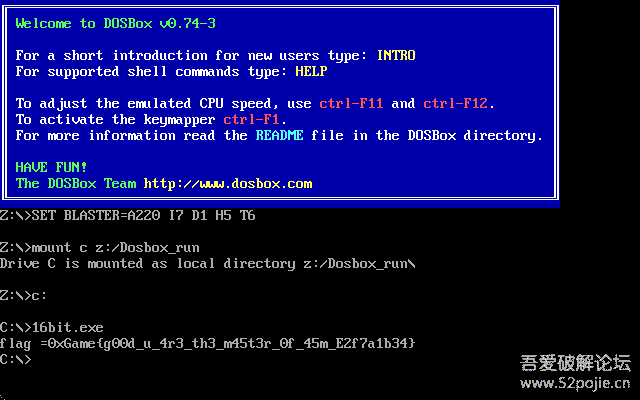 Welcome to DOSBox v0.74-3
For a short introduction for new users type: INTRO
For supported shell commands type: HELP
To adjust the emulated CPU speed, use ctrl-F11 and ctrl-F12.
To activate the keymapper ctrl-F1.
For more information read the README file in the DOSBox directory.
HAVE FUN!
The DOSBox Team http://www.dosbox.com
Z:\>SET BLASTER=A220 I7 D1 H5 T6
Z:\>mount c z:/Dosbox_run
Drive C is mounted as local directory z:/Dosbox_run\
Z:\>c:
C:\>16bit.exe
flag =0xGame{g00d_u_4r3_th3_m45t3r_0f_45m_E2f7a1b34}
C:\>
吾爱破解论坛
www.52pojie.cn